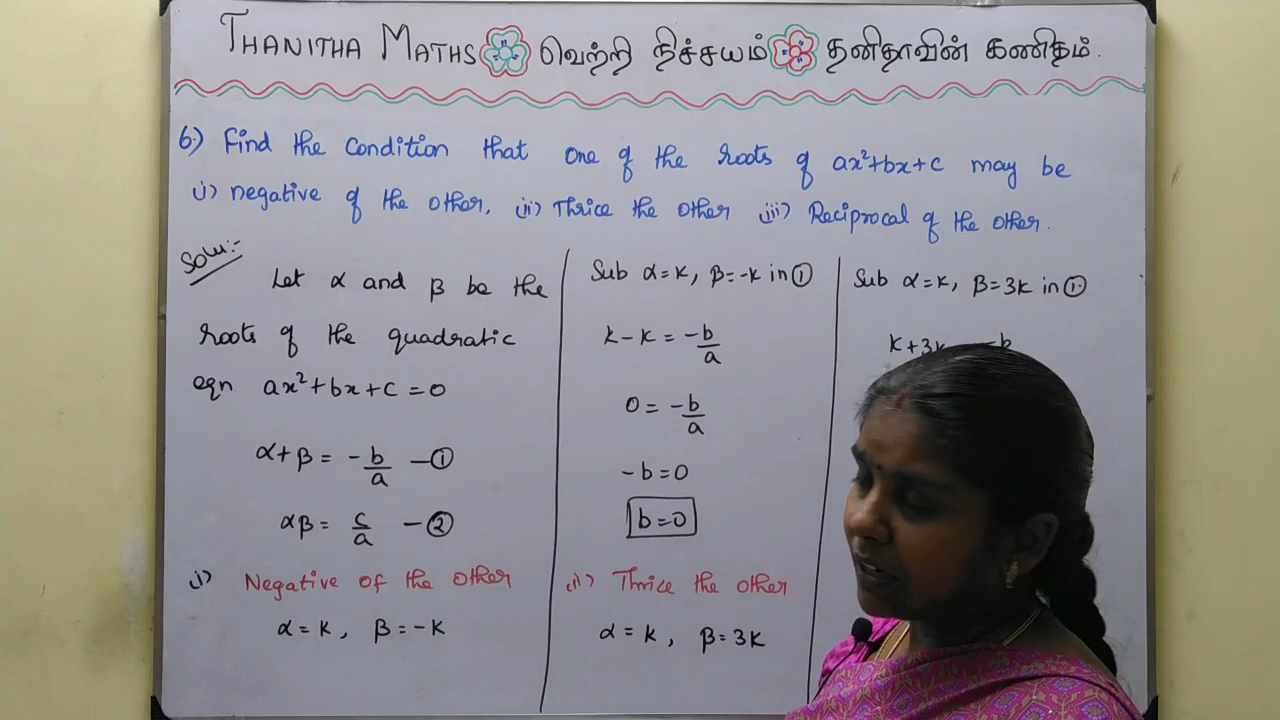 THANITHA MATHS வெற்றி நிச்சயம் தனிதாவின் கணிதம்.
6.) Find the Condition that one of the roots of ax²+bx+c may be
i) negative of the other, ii) Thrice the other iii) Reciprocal of the other.
Solu:-
Let α and β be the
roots of the quadratic
eqn ax²+bx+c=0
α+β = -b/a —①
αβ = c/a —②
i) Negative of the other
α=k, β=-k
Sub α=k, β=-k in ①
k-k = -b/a
0 = -b/a
-b=0
b=0
ii) Thrice the other
α=k, β=3k
Sub α=k, β=3k in ①
k+3k -b